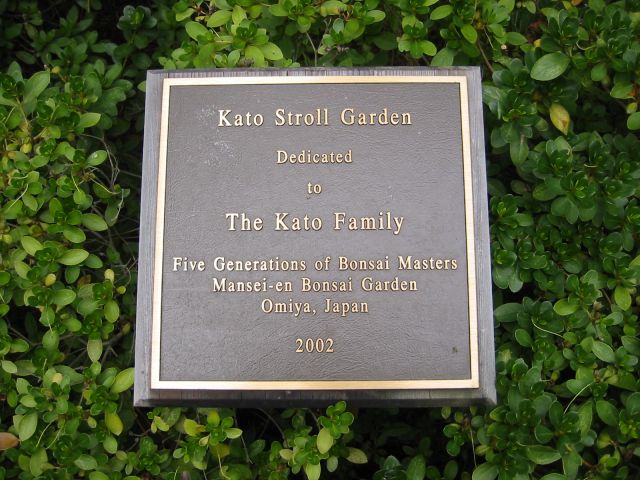 Kato Stroll Garden
Dedicated
to
The Kato Family
Five Generations of Bonsai Masters
Mansei-en Bonsai Garden
Omiya, Japan
2002